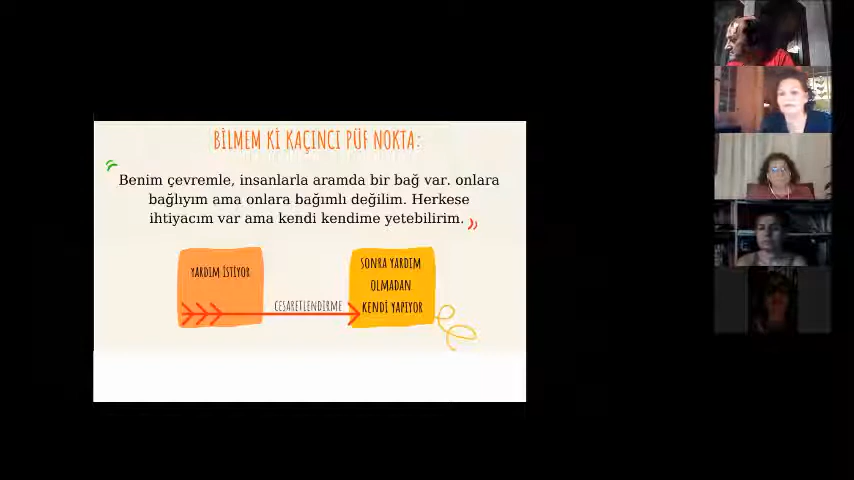 BİLMEM Kİ KAÇINCI PÜF NOKTA:
Benim çevremle, insanlarla aramda bir bağ var. onlara
bağlıyım ama onlara bağımlı değilim. Herkese
ihtiyacım var ama kendi kendime yetebilirim.
YARDIM İSTİYOR
CESARETLENDİRME
SONRA YARDIM
OLMADAN
KENDİ YAPIYOR